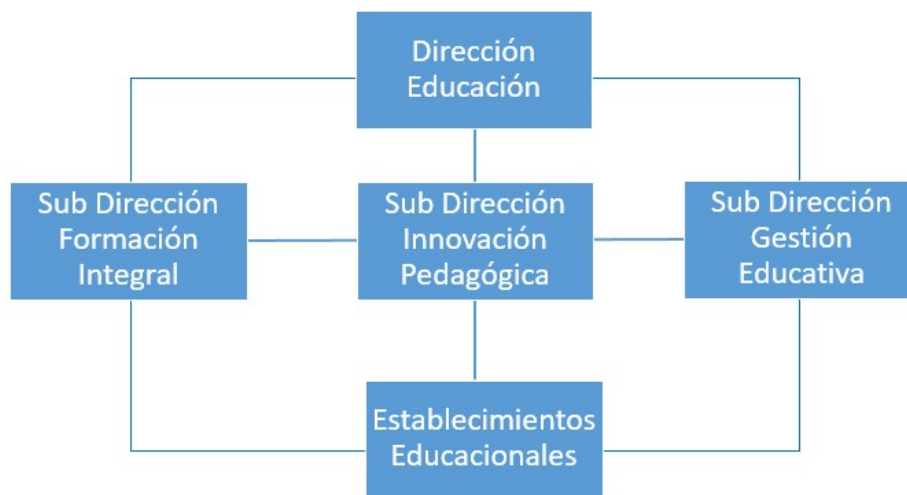 Dirección
Educación
Sub Dirección
Formación
Integral
Sub Dirección
Innovación
Pedagógica
Sub Dirección
Gestión
Educativa
Establecimientos
Educacionales